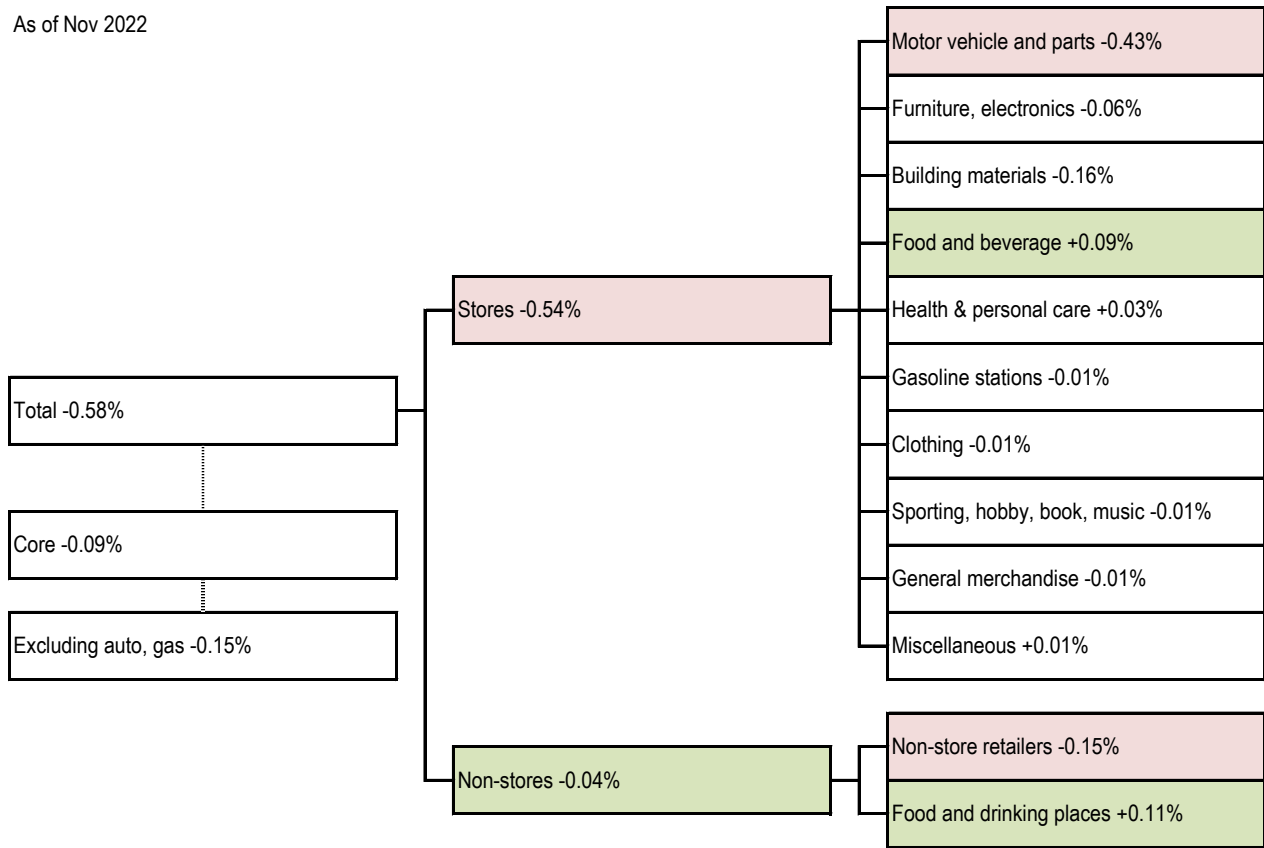 As of Nov 2022
Total -0.58%
Core -0.09%
Excluding auto, gas -0.15%
Stores -0.54%
Non-stores -0.04%
Motor vehicle and parts -0.43%
Furniture, electronics -0.06%
Building materials -0.16%
Food and beverage +0.09%
Health & personal care +0.03%
Gasoline stations -0.01%
Clothing -0.01%
Sporting, hobby, book, music -0.01%
General merchandise -0.01%
Miscellaneous +0.01%
Non-store retailers -0.15%
Food and drinking places +0.11%